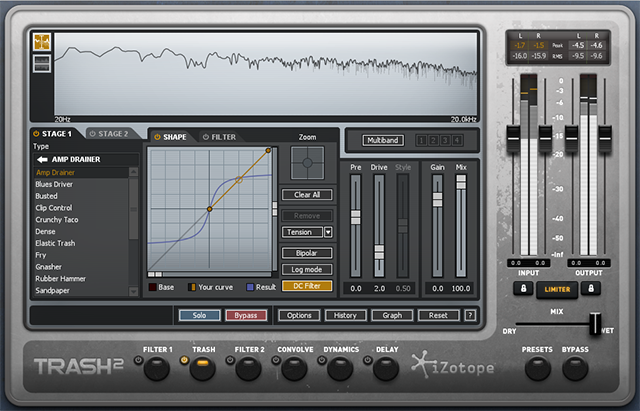 L R L R
-1.7 -1.5 Peak -4.5 -4.6
-16.0 -15.9 RMS -9.5 -9.6
20Hz 20.0kHz
STAGE 1 STAGE 2 SHAPE FILTER Zoom
Multiband 1 2 3 4
Type
AMP DRAINER
Amp Drainer
Blues Driver
Busted
Clip Control
Crunchy Taco
Dense
Elastic Trash
Fry
Gnasher
Rubber Hammer
Sandpaper
Clear All
Remove
Tension
Bipolar
Log mode
DC Filter
Base Your curve Result
Pre Drive Style Gain Mix
0.0 2.0 0.50 0.0 100.0
0
-3
-6
-10
-15
-20
-30
-40
-50
-Inf
0.0 0.0 0.0 0.0
INPUT OUTPUT
LIMITER
MIX
DRY WET
Solo Bypass Options History Graph Reset ?
TRASH2
FILTER 1 TRASH FILTER 2 CONVOLVE DYNAMICS DELAY
iZotope
PRESETS BYPASS